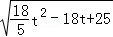 √(18/5 t² − 18t+25)